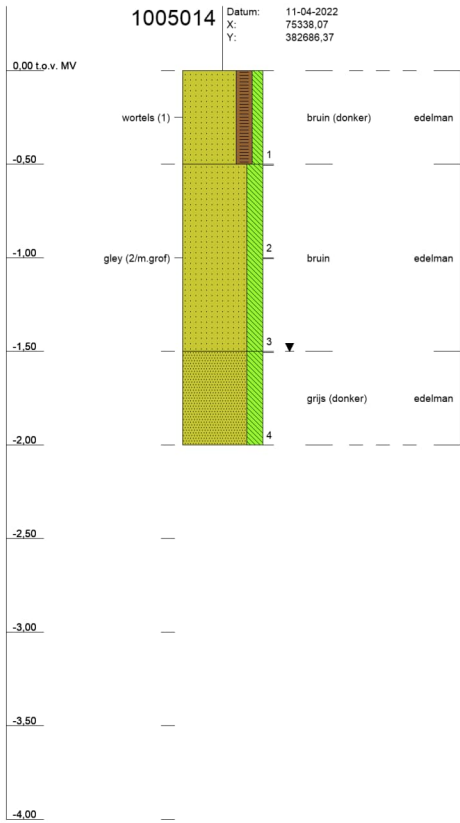 1005014
Datum: 11-04-2022
X: 75338,07
Y: 382686,37
0,00 t.o.v. MV
wortels (1) bruin (donker) edelman
-0,50 1
2
-1,00 gley (2/m.grof) bruin edelman
3
-1,50
grijs (donker) edelman
4
-2,00
-2,50
-3,00
-3,50
-4,00